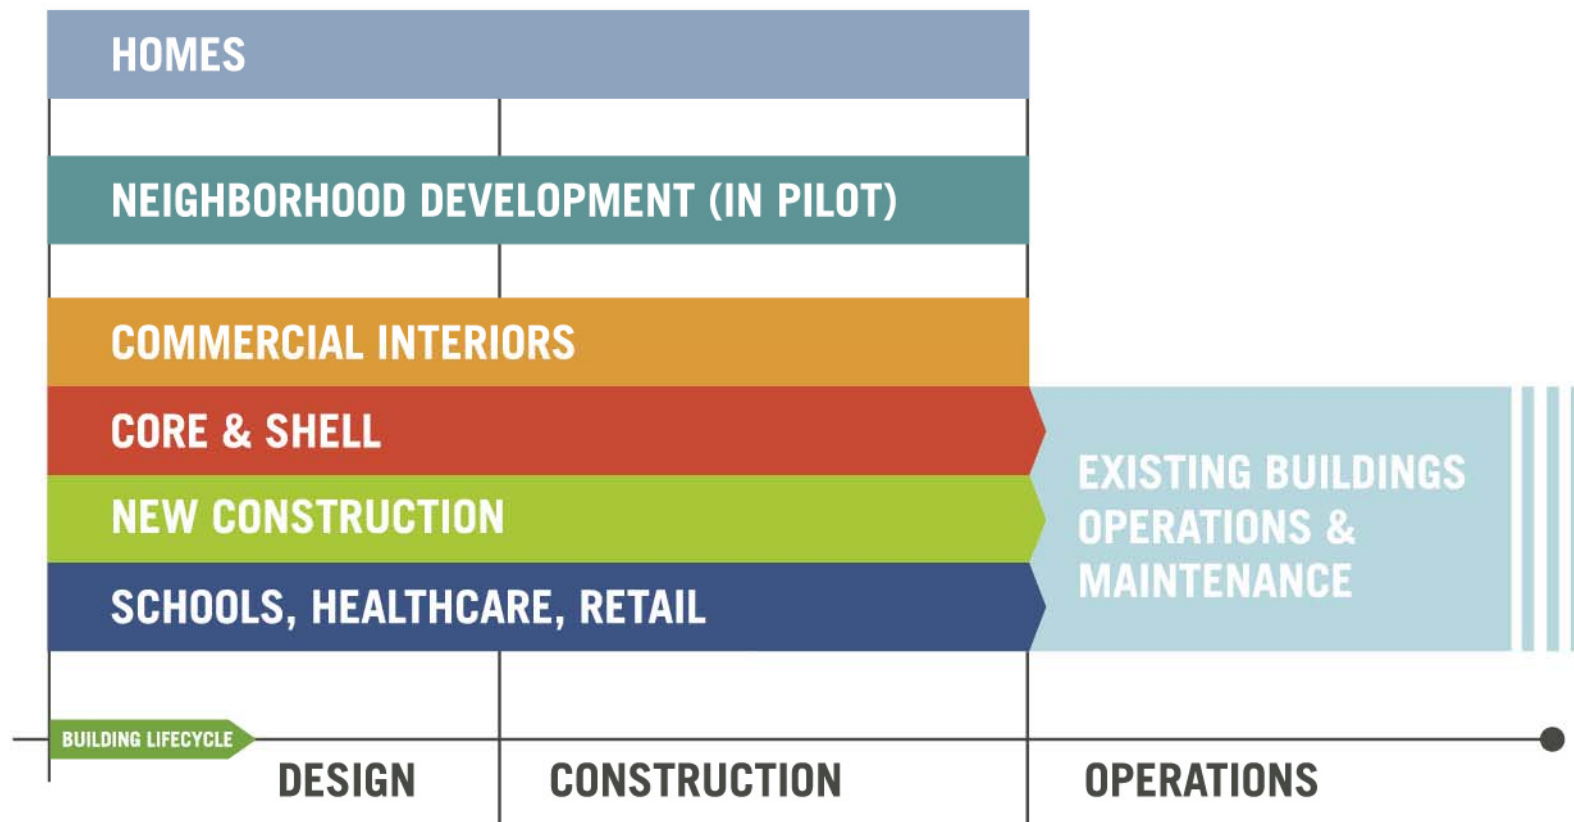 HOMES
NEIGHBORHOOD DEVELOPMENT (IN PILOT)
COMMERCIAL INTERIORS
CORE & SHELL
NEW CONSTRUCTION
SCHOOLS, HEALTHCARE, RETAIL
EXISTING BUILDINGS
OPERATIONS &
MAINTENANCE
BUILDING LIFECYCLE
DESIGN
CONSTRUCTION
OPERATIONS